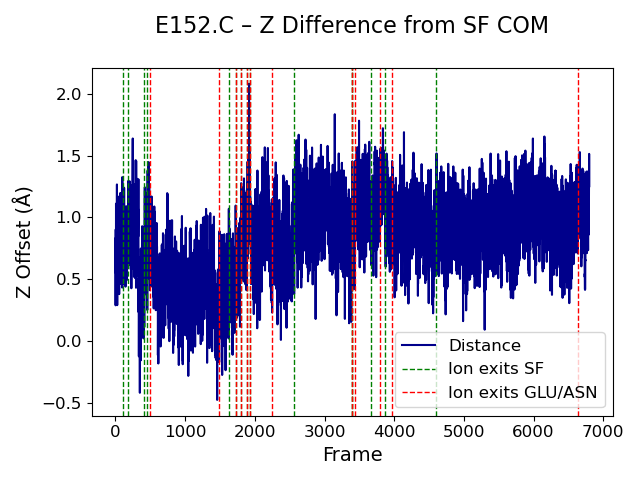 E152.C – Z Difference from SF COM
Z Offset (Å)
2.0
1.5
1.0
0.5
0.0
−0.5
Distance
Ion exits SF
Ion exits GLU/ASN
0 1000 2000 3000 4000 5000 6000 7000
Frame